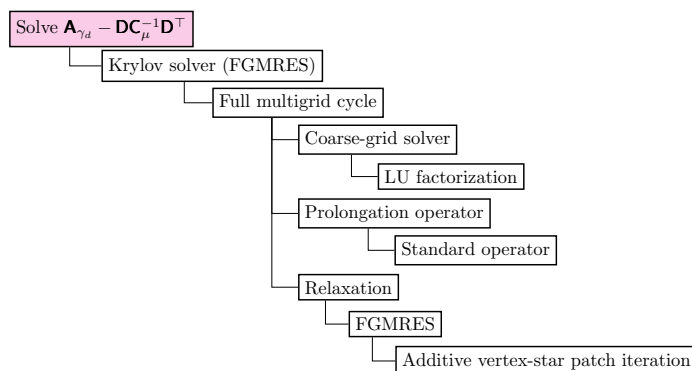 Solve A_{γ_d} − DC_μ^{−1}D^⊤
Krylov solver (FGMRES)
Full multigrid cycle
Coarse-grid solver
LU factorization
Prolongation operator
Standard operator
Relaxation
FGMRES
Additive vertex-star patch iteration